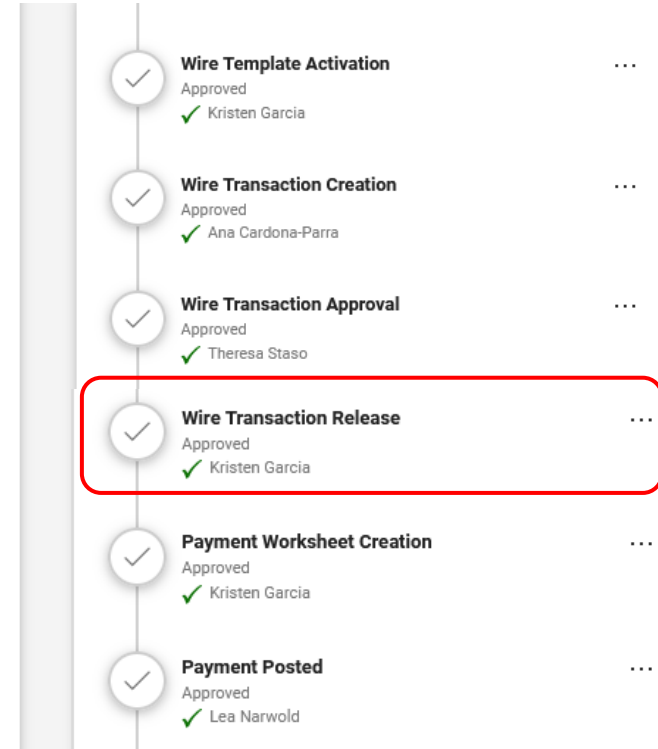 Wire Template Activation
...
Approved
Kristen Garcia
Wire Transaction Creation
...
Approved
Ana Cardona-Parra
Wire Transaction Approval
...
Approved
Theresa Staso
Wire Transaction Release
...
Approved
Kristen Garcia
Payment Worksheet Creation
...
Approved
Kristen Garcia
Payment Posted
...
Approved
Lea Narwold